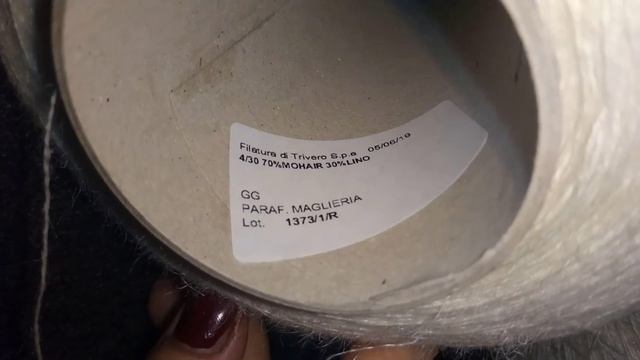 Filatura di Trivero S.p.a 05/06/19
4/30 70%MOHAIR 30%LINO
GG
PARAF. MAGLIERIA
Lot. 1373/1/R